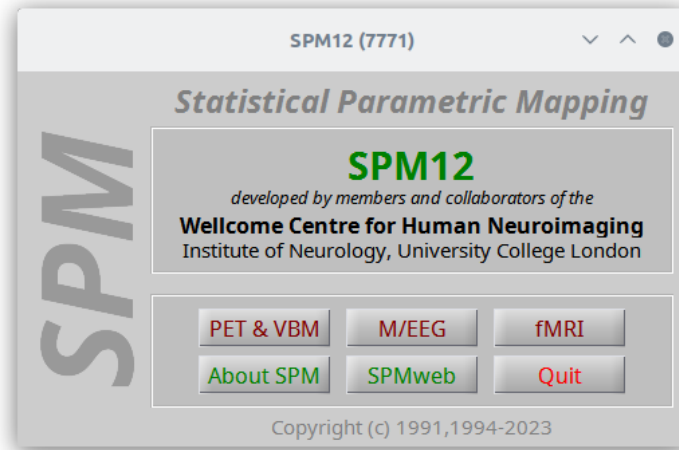 SPM12 (7771)
SPM
Statistical Parametric Mapping
SPM12
developed by members and collaborators of the
Wellcome Centre for Human Neuroimaging
Institute of Neurology, University College London
PET & VBM M/EEG fMRI
About SPM SPMweb Quit
Copyright (c) 1991,1994-2023